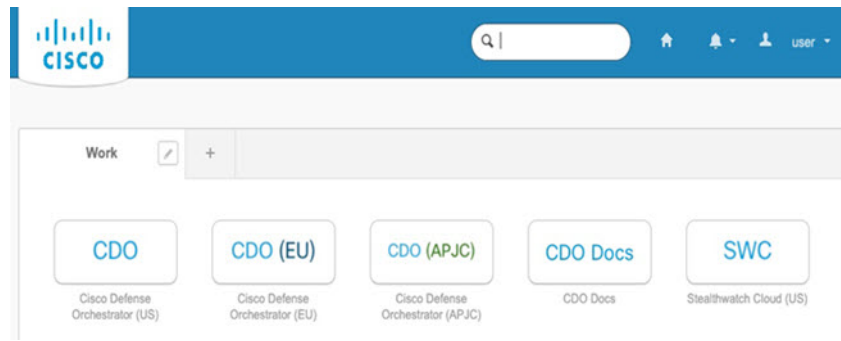 CISCO
user
Work
+
CDO
CDO (EU)
CDO (APJC)
CDO Docs
SWC
Cisco Defense
Orchestrator (US)
Cisco Defense
Orchestrator (EU)
Cisco Defense
Orchestrator (APJC)
CDO Docs
Stealthwatch Cloud (US)